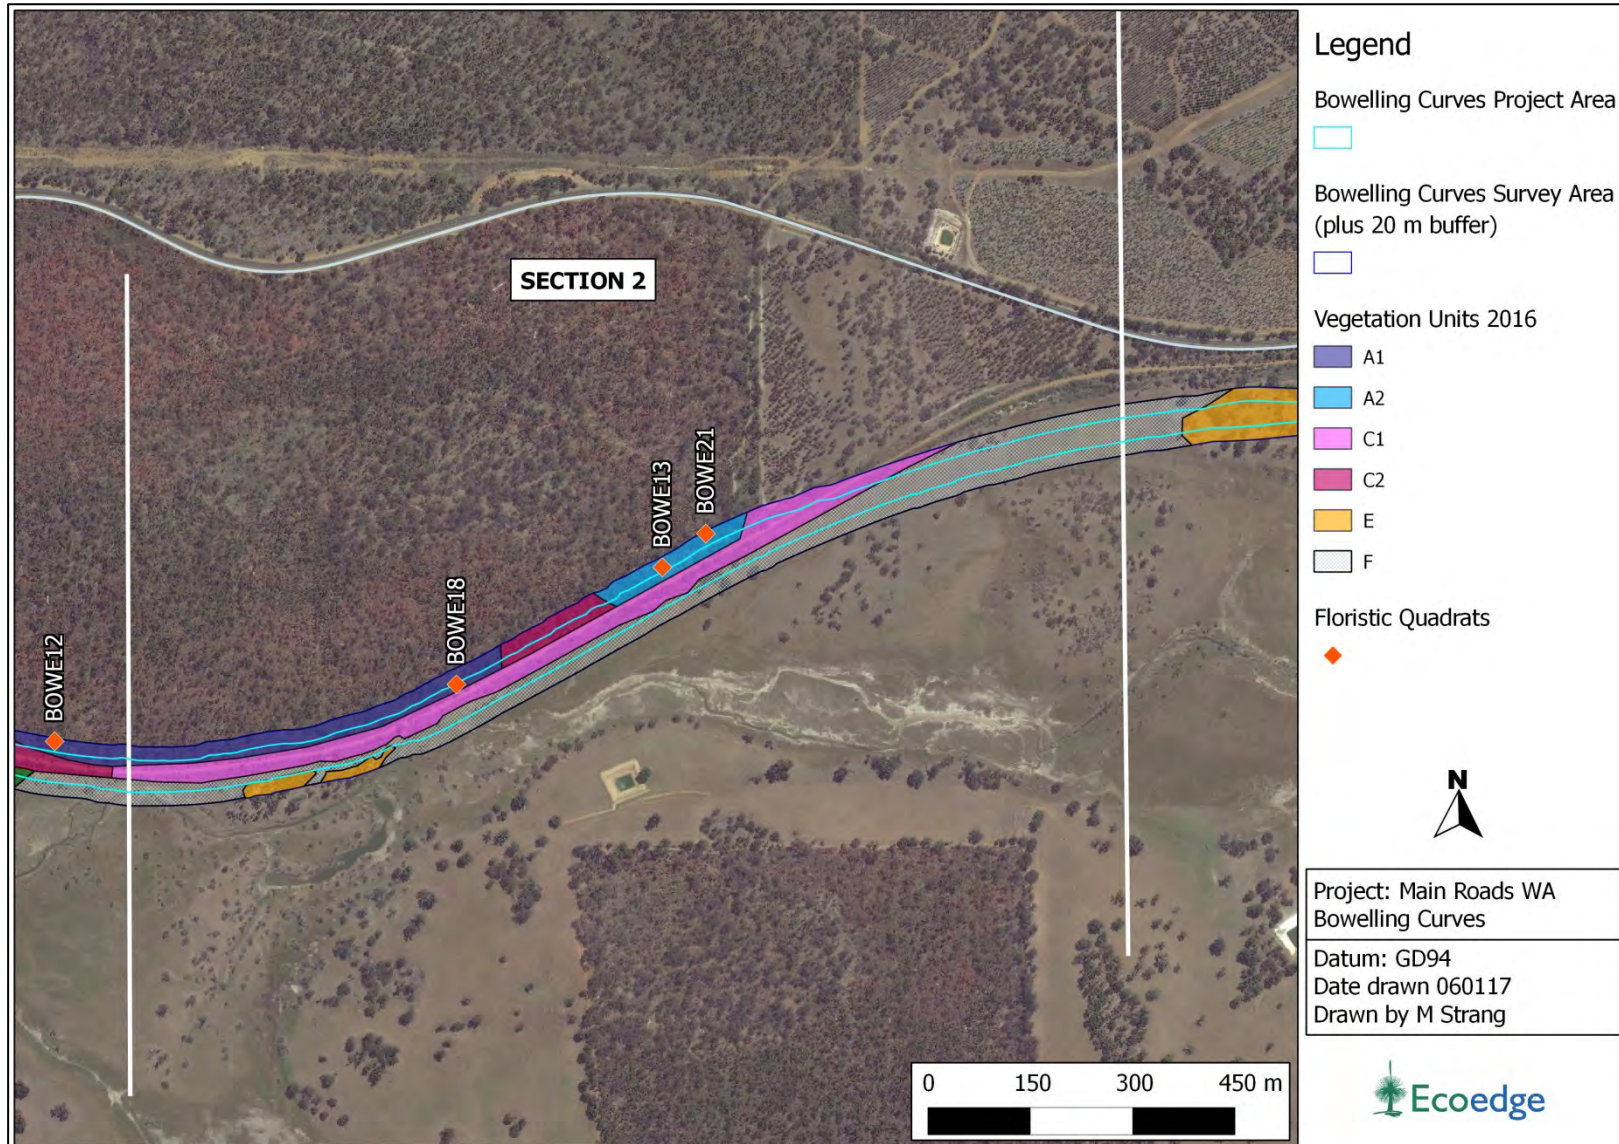 SECTION 2
BOWE12
BOWE18
BOWE13
BOWE21
0 150 300 450 m
Legend
Bowelling Curves Project Area
Bowelling Curves Survey Area
(plus 20 m buffer)
Vegetation Units 2016
A1
A2
C1
C2
E
F
Floristic Quadrats
N
Project: Main Roads WA
Bowelling Curves
Datum: GD94
Date drawn 060117
Drawn by M Strang
Ecoedge